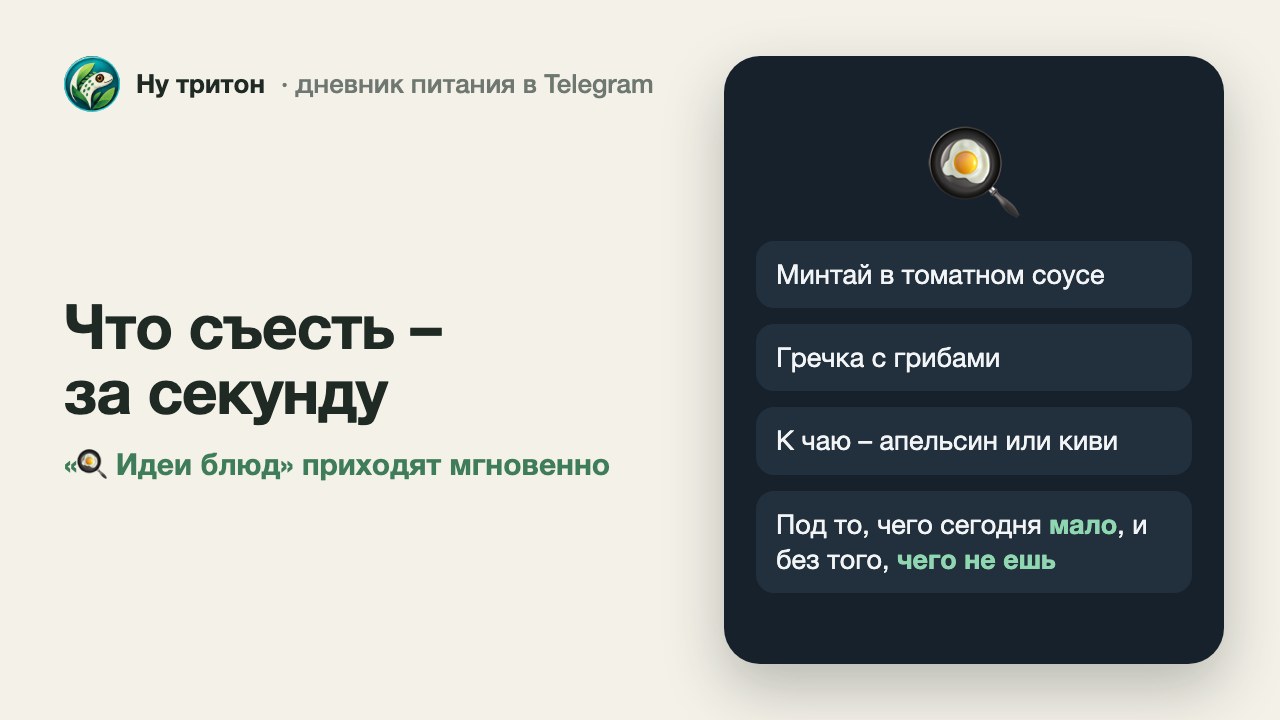 Ну тритон · дневник питания в Telegram
Что съесть –
за секунду
«🍳 Идеи блюд» приходят мгновенно
Минтай в томатном соусе
Гречка с грибами
К чаю – апельсин или киви
Под то, чего сегодня мало, и
без того, чего не ешь